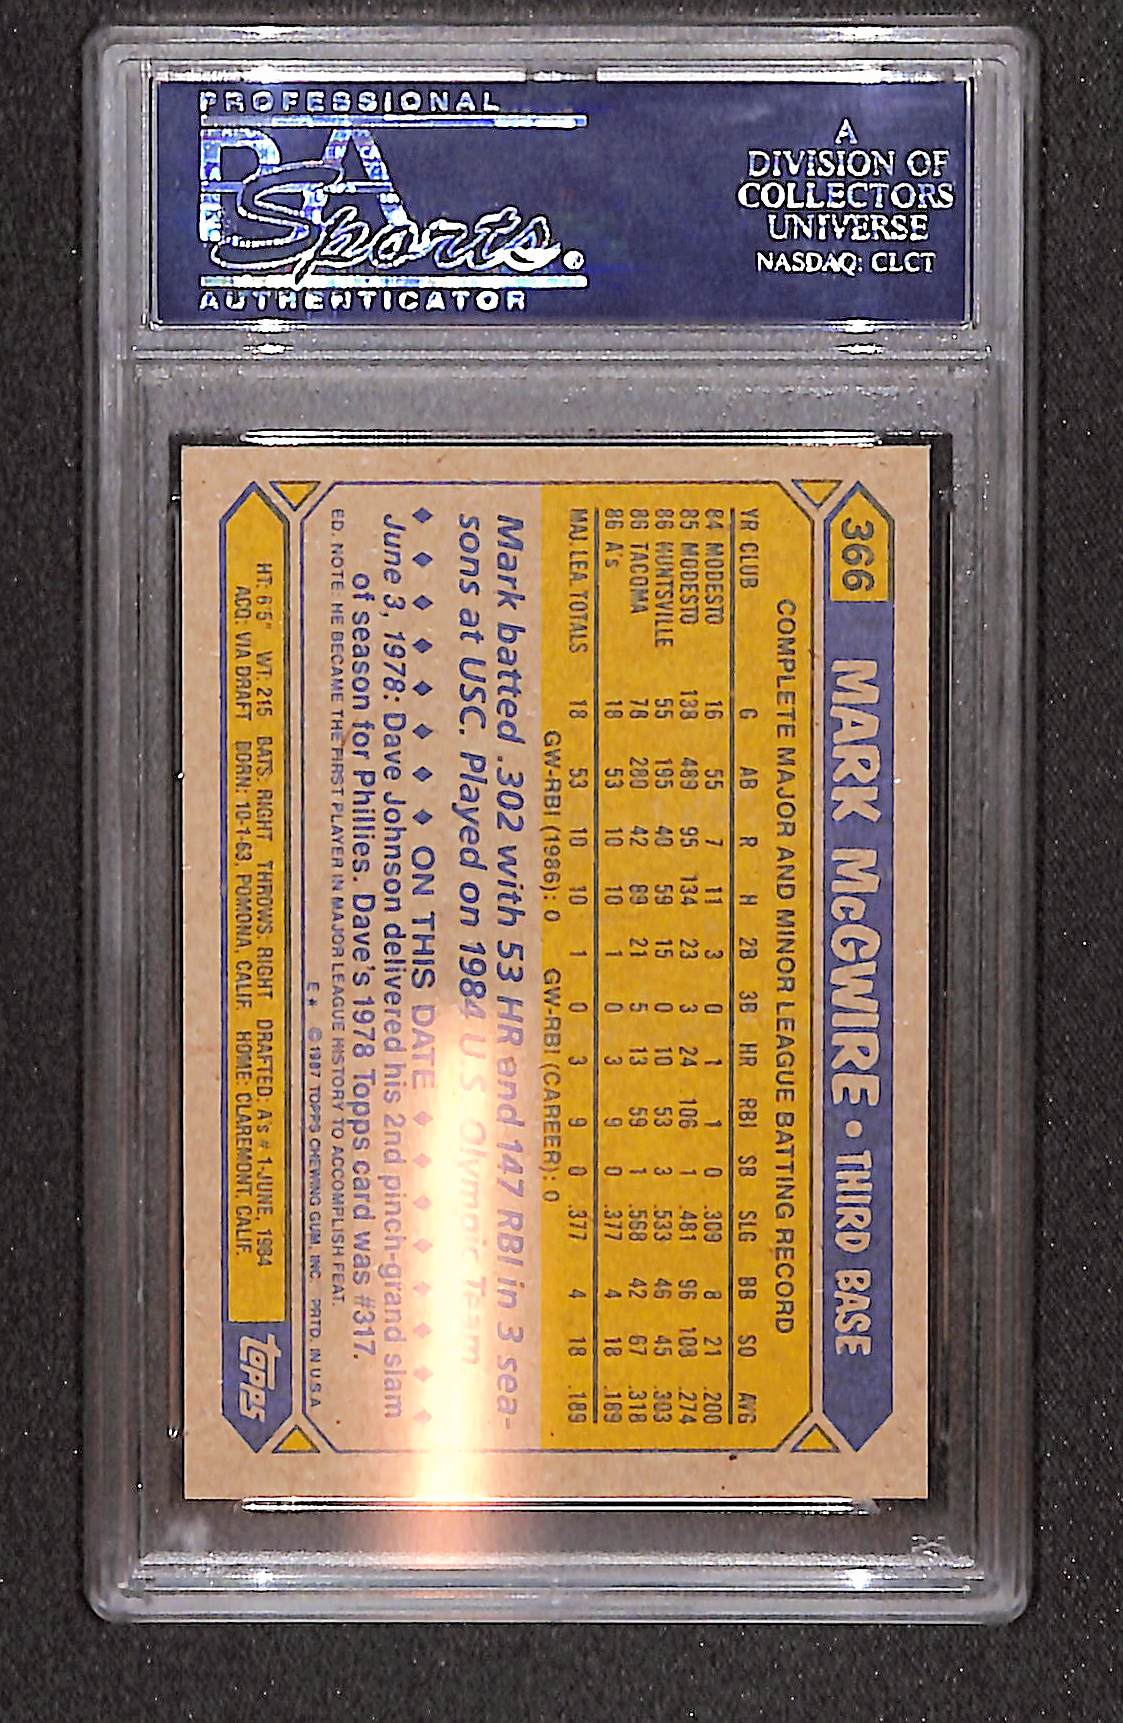 PROFESSIONAL
PSA
Sports®
AUTHENTICATOR
A
DIVISION OF
COLLECTORS
UNIVERSE
NASDAQ: CLCT
366 MARK McGWIRE • THIRD BASE
COMPLETE MAJOR AND MINOR LEAGUE BATTING RECORD
YR CLUB G AB R H 2B 3B HR RBI SB SLG BB SO AVG
84 MODESTO 16 55 7 11 3 0 1 1 0 .309 8 21 .200
85 MODESTO 138 489 95 134 23 3 24 106 1 .481 96 108 .274
86 HUNTSVILLE 55 195 40 59 15 0 10 53 3 .533 46 45 .303
86 TACOMA 78 280 42 89 21 5 13 59 1 .568 42 67 .318
86 A's 18 53 10 10 1 0 3 9 0 .377 4 18 .189
MAJ. LEA. TOTALS 18 53 10 10 1 0 3 9 0 .377 4 18 .189
GW-RBI (1986): 0 GW-RBI (CAREER): 0
Mark batted .302 with 53 HR and 147 RBI in 3 sea-
sons at USC. Played on 1984 U.S. Olympic Team.
◆ ◆ ◆ ◆ ◆ ON THIS DATE ◆ ◆ ◆ ◆ ◆ ◆ ◆ ◆
June 3, 1978: Dave Johnson delivered his 2nd pinch-grand slam
of season for Phillies. Dave's 1978 Topps card was #317.
ED. NOTE: HE BECAME THE FIRST PLAYER IN MAJOR LEAGUE HISTORY TO ACCOMPLISH FEAT.
E* © 1987 TOPPS CHEWING GUM, INC. PRTD. IN U.S.A.
HT: 6'5" WT: 215 BATS: RIGHT THROWS: RIGHT DRAFTED: A's #1-JUNE, 1984
ACQ: VIA DRAFT BORN: 10-1-63, POMONA, CALIF. HOME: CLAREMONT, CALIF.
topps